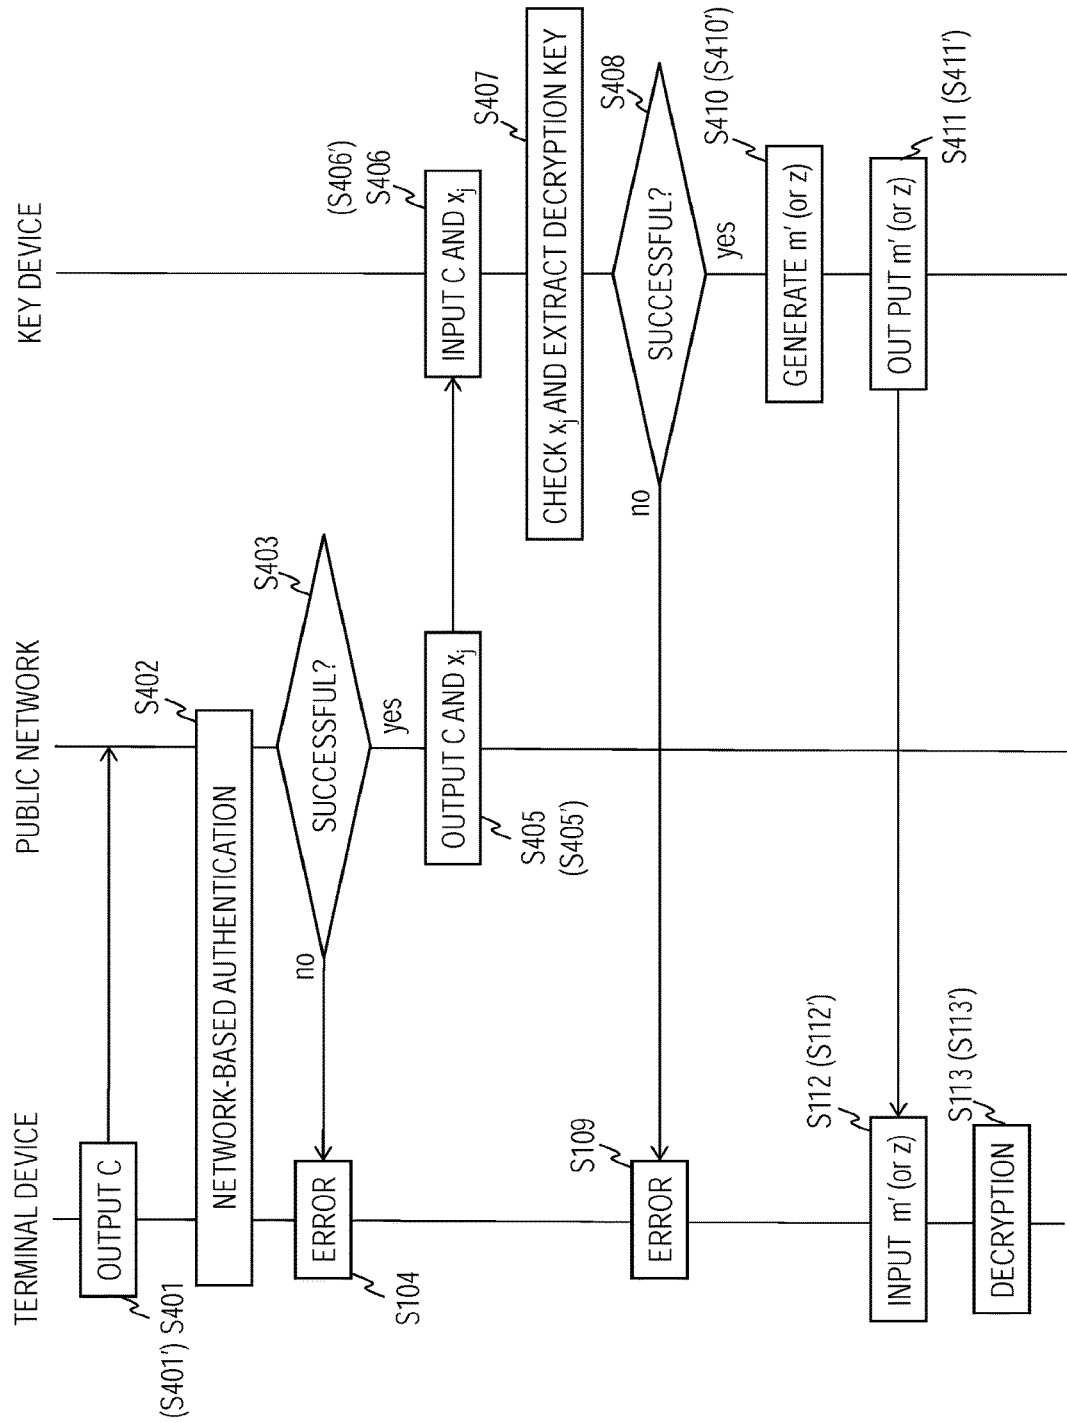 TERMINAL DEVICE
PUBLIC NETWORK
KEY DEVICE
OUTPUT C
(S401') S401
NETWORK-BASED AUTHENTICATION
S402
SUCCESSFUL?
S403
no
yes
ERROR
S104
OUTPUT C AND xj
S405
(S405')
INPUT C AND xj
(S406')
S406
CHECK xj AND EXTRACT DECRYPTION KEY
S407
SUCCESSFUL?
S408
no
yes
ERROR
S109
GENERATE m' (or z)
S410 (S410')
OUT PUT m' (or z)
S411 (S411')
INPUT m' (or z)
S112 (S112')
DECRYPTION
S113 (S113')